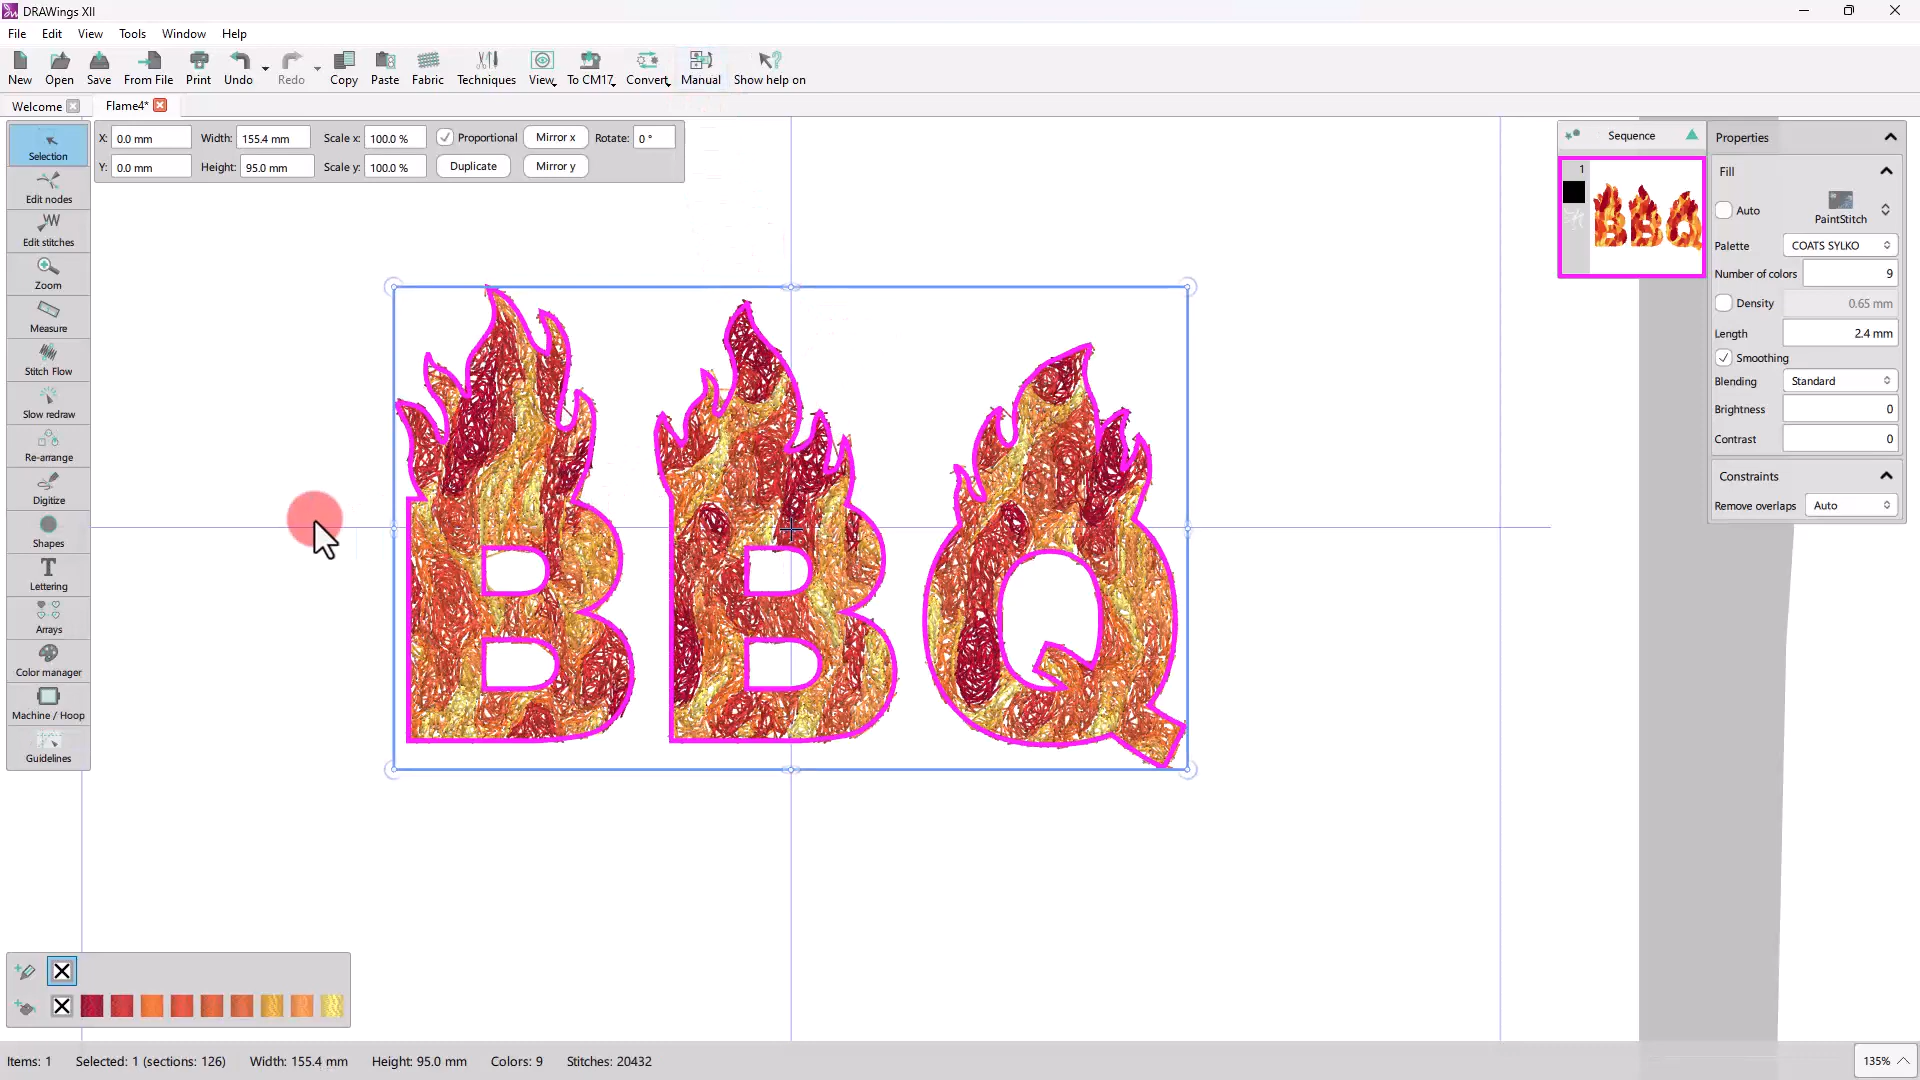 DRAWings XII
File Edit View Tools Window Help
New Open Save From File Print Undo Redo Copy Paste Fabric Techniques View To CM17 Convert Manual Show help on
Welcome Flame4*
X: 0.0 mm Width: 155.4 mm Scale x: 100.0 % Proportional Mirror x Rotate: 0 °
Y: 0.0 mm Height: 95.0 mm Scale y: 100.0 % Duplicate Mirror y
Selection
Edit nodes
Edit stitches
Zoom
Measure
Stitch Flow
Slow redraw
Re-arrange
Digitize
Shapes
Lettering
Arrays
Color manager
Machine / Hoop
Guidelines
BBQ
Sequence
1
BBQ
Properties
Fill
Auto PaintStitch
Palette COATS SYLKO
Number of colors 9
Density 0.65 mm
Length 2.4 mm
Smoothing
Blending Standard
Brightness 0
Contrast 0
Constraints
Remove overlaps Auto
Items: 1 Selected: 1 (sections: 126) Width: 155.4 mm Height: 95.0 mm Colors: 9 Stitches: 20432
135%